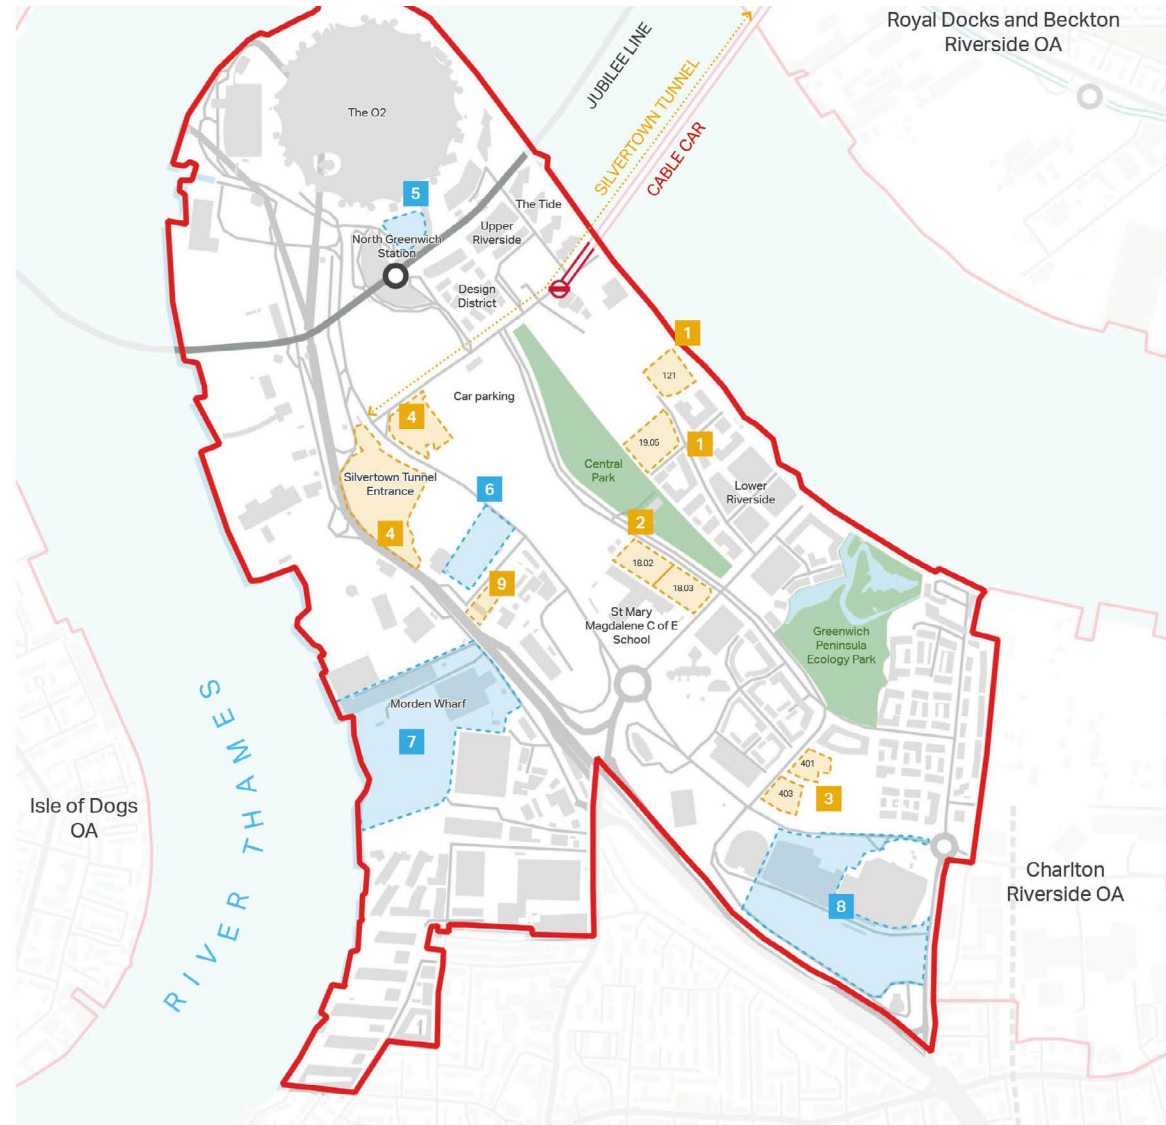 Royal Docks and Beckton
Riverside OA
JUBILEE LINE
SILVERTOWN TUNNEL
CABLE CAR
The O2
5
The Tide
Upper
Riverside
North Greenwich
Station
Design
District
1
121
Car parking
4
19.05
1
Central
Park
Silvertown Tunnel
Entrance
Lower
Riverside
6
2
4
18.02
9
18.03
St Mary
Magdalene C of E
School
Greenwich
Peninsula
Ecology Park
Morden Wharf
7
RIVER THAMES
401
403
3
Isle of Dogs
OA
Charlton
Riverside OA
8